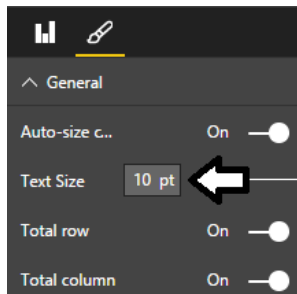 General
Auto-size c... On
Text Size 10 pt
Total row On
Total column On